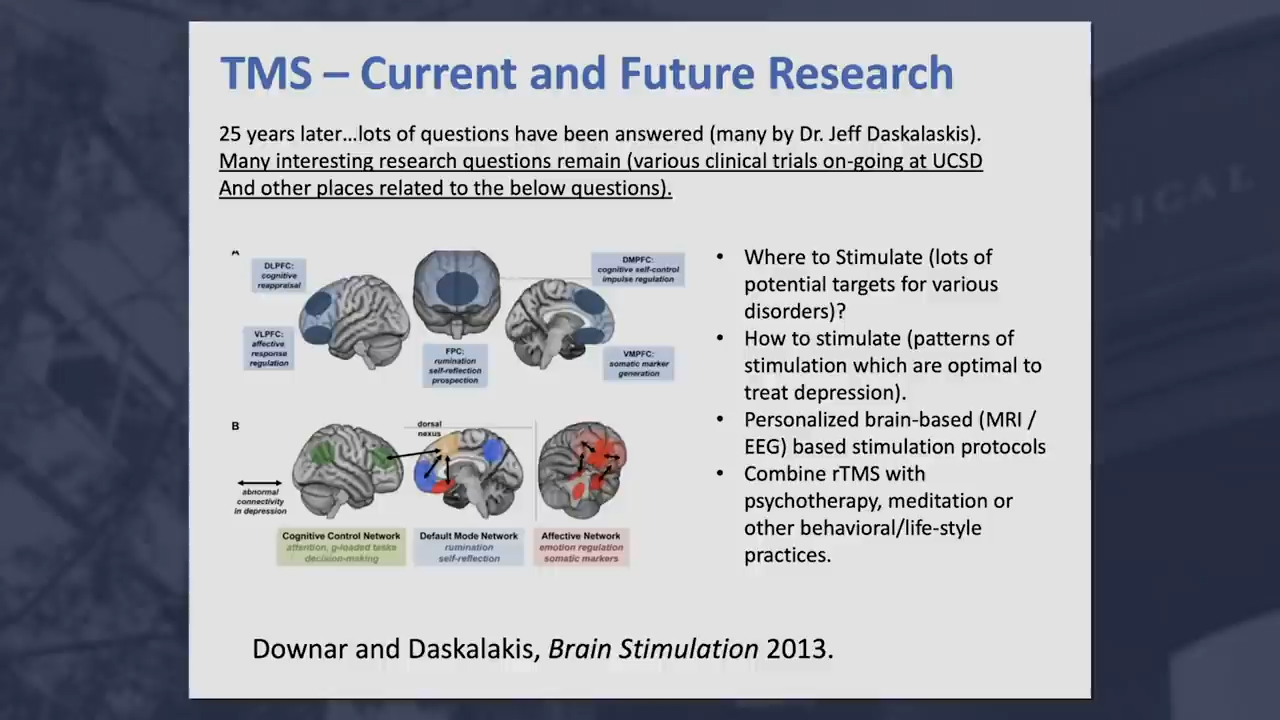 TMS – Current and Future Research
25 years later...lots of questions have been answered (many by Dr. Jeff Daskalaskis).
Many interesting research questions remain (various clinical trials on-going at UCSD
And other places related to the below questions).
A
DLPFC:
cognitive
reappraisal
VLPFC:
affective
response
regulation
FPC:
rumination
self-reflection
prospection
DMPFC:
cognitive self-control
impulse regulation
VMPFC:
somatic marker
generation
B
dorsal
nexus
abnormal
connectivity
in depression
Cognitive Control Network
attention, g-loaded tasks
decision-making
Default Mode Network
rumination
self-reflection
Affective Network
emotion regulation
somatic markers
• Where to Stimulate (lots of
potential targets for various
disorders)?
• How to stimulate (patterns of
stimulation which are optimal to
treat depression).
• Personalized brain-based (MRI /
EEG) based stimulation protocols
• Combine rTMS with
psychotherapy, meditation or
other behavioral/life-style
practices.
Downar and Daskalakis, Brain Stimulation 2013.
NICAL